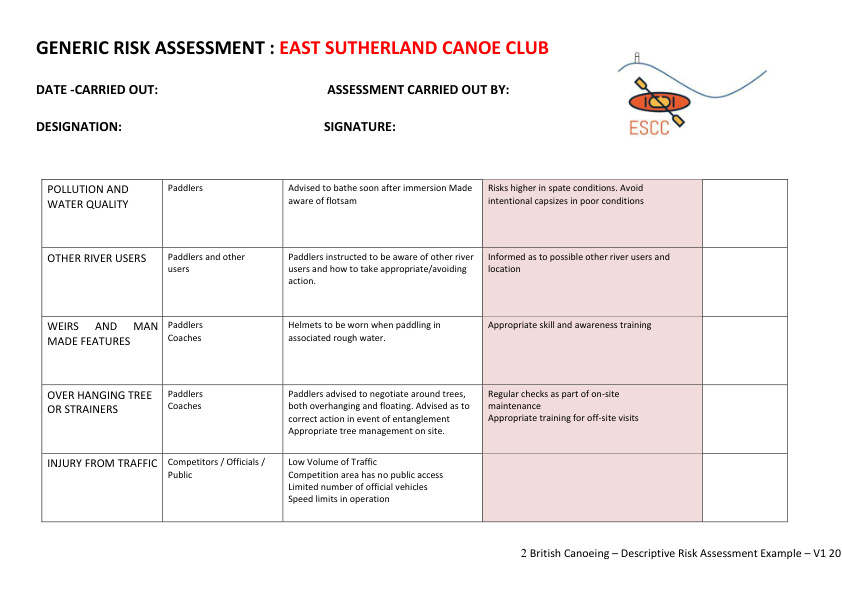 GENERIC RISK ASSESSMENT : EAST SUTHERLAND CANOE CLUB
DATE -CARRIED OUT:
ASSESSMENT CARRIED OUT BY:
DESIGNATION:
SIGNATURE:
ESCC
POLLUTION AND
WATER QUALITY
Paddlers
Advised to bathe soon after immersion Made
aware of flotsam
Risks higher in spate conditions. Avoid
intentional capsizes in poor conditions
OTHER RIVER USERS
Paddlers and other
users
Paddlers instructed to be aware of other river
users and how to take appropriate/avoiding
action.
Informed as to possible other river users and
location
WEIRS AND MAN
MADE FEATURES
Paddlers
Coaches
Helmets to be worn when paddling in
associated rough water.
Appropriate skill and awareness training
OVER HANGING TREE
OR STRAINERS
Paddlers
Coaches
Paddlers advised to negotiate around trees,
both overhanging and floating. Advised as to
correct action in event of entanglement
Appropriate tree management on site.
Regular checks as part of on-site
maintenance
Appropriate training for off-site visits
INJURY FROM TRAFFIC
Competitors / Officials /
Public
Low Volume of Traffic
Competition area has no public access
Limited number of official vehicles
Speed limits in operation
2 British Canoeing – Descriptive Risk Assessment Example – V1 20